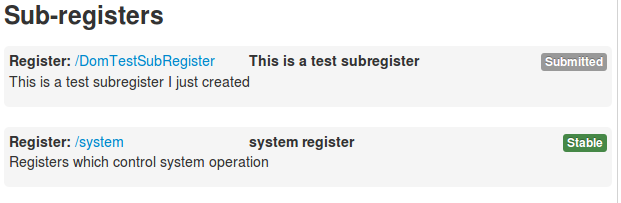 Sub-registers
Register: /DomTestSubRegister This is a test subregister Submitted
This is a test subregister I just created
Register: /system system register Stable
Registers which control system operation